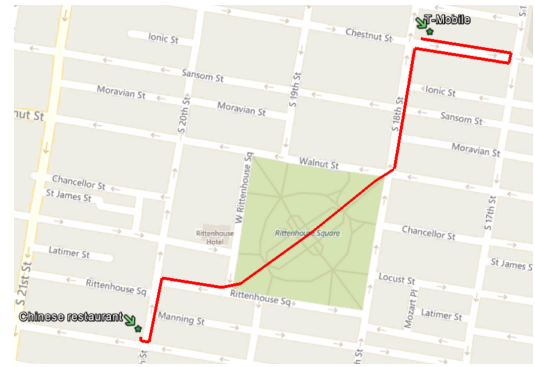 T-Mobile
Chestnut St
Ionic St
Sansom St
S 19th St
Ionic St
Moravian St
Moravian St
S 18th St
Sansom St
S 20th St
Moravian St
Walnut St
W Rittenhouse Sq
Chancellor St
St James St
S 17th St
Rittenhouse
Hotel
Rittenhouse Square
Chancellor St
Latimer St
St James S
S 21st St
Rittenhouse Sq
Rittenhouse Sq
Locust St
Mozart Pl
Latimer St
Chinese restaurant
Manning St